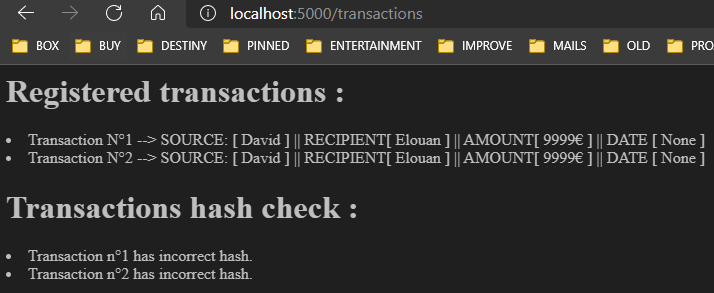 localhost:5000/transactions
BOX BUY DESTINY PINNED ENTERTAINMENT IMPROVE MAILS OLD PRO
Registered transactions :
• Transaction N°1 --> SOURCE: [ David ] || RECIPIENT[ Elouan ] || AMOUNT[ 9999€ ] || DATE [ None ]
• Transaction N°2 --> SOURCE: [ David ] || RECIPIENT[ Elouan ] || AMOUNT[ 9999€ ] || DATE [ None ]
Transactions hash check :
• Transaction n°1 has incorrect hash.
• Transaction n°2 has incorrect hash.